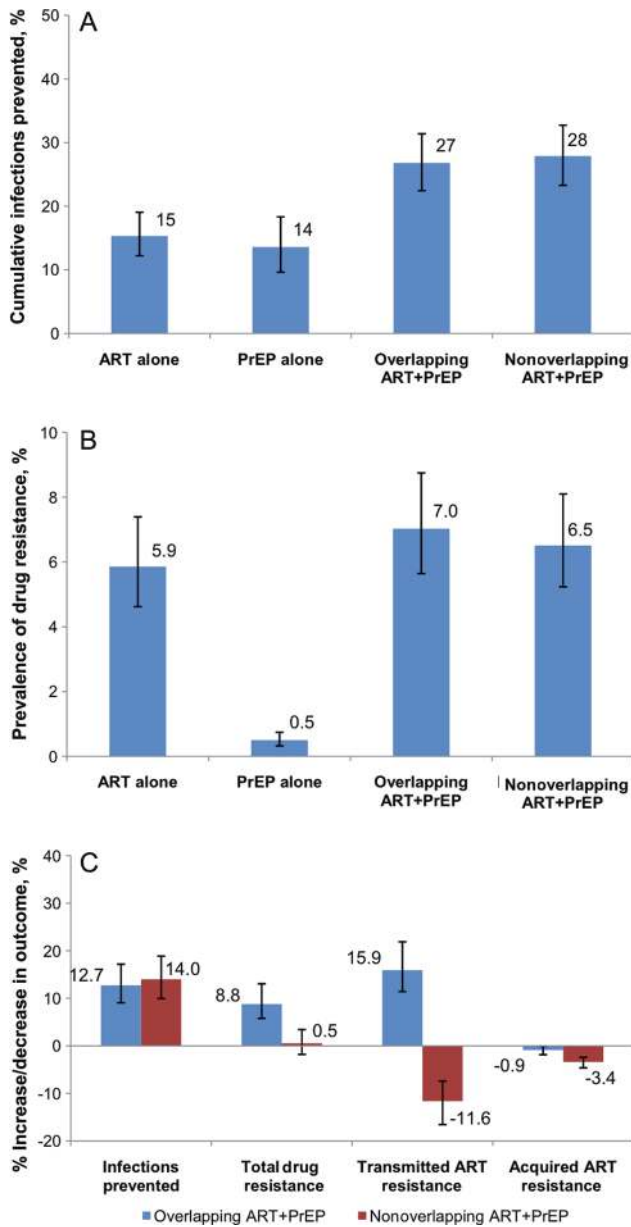 A
Cumulative infections prevented, %
50
40
30
20
10
0
15
14
27
28
ART alone
PrEP alone
Overlapping
ART+PrEP
Nonoverlapping
ART+PrEP
B
Prevalence of drug resistance, %
10
8
6
4
2
0
5.9
0.5
7.0
6.5
ART alone
PrEP alone
Overlapping
ART+PrEP
Nonoverlapping
ART+PrEP
C
% Increase/decrease in outcome, %
40
30
20
10
0
-10
-20
12.7
14.0
8.8
0.5
15.9
-11.6
-0.9
-3.4
Infections
prevented
Total drug
resistance
Transmitted ART
resistance
Acquired ART
resistance
Overlapping ART+PrEP
Nonoverlapping ART+PrEP